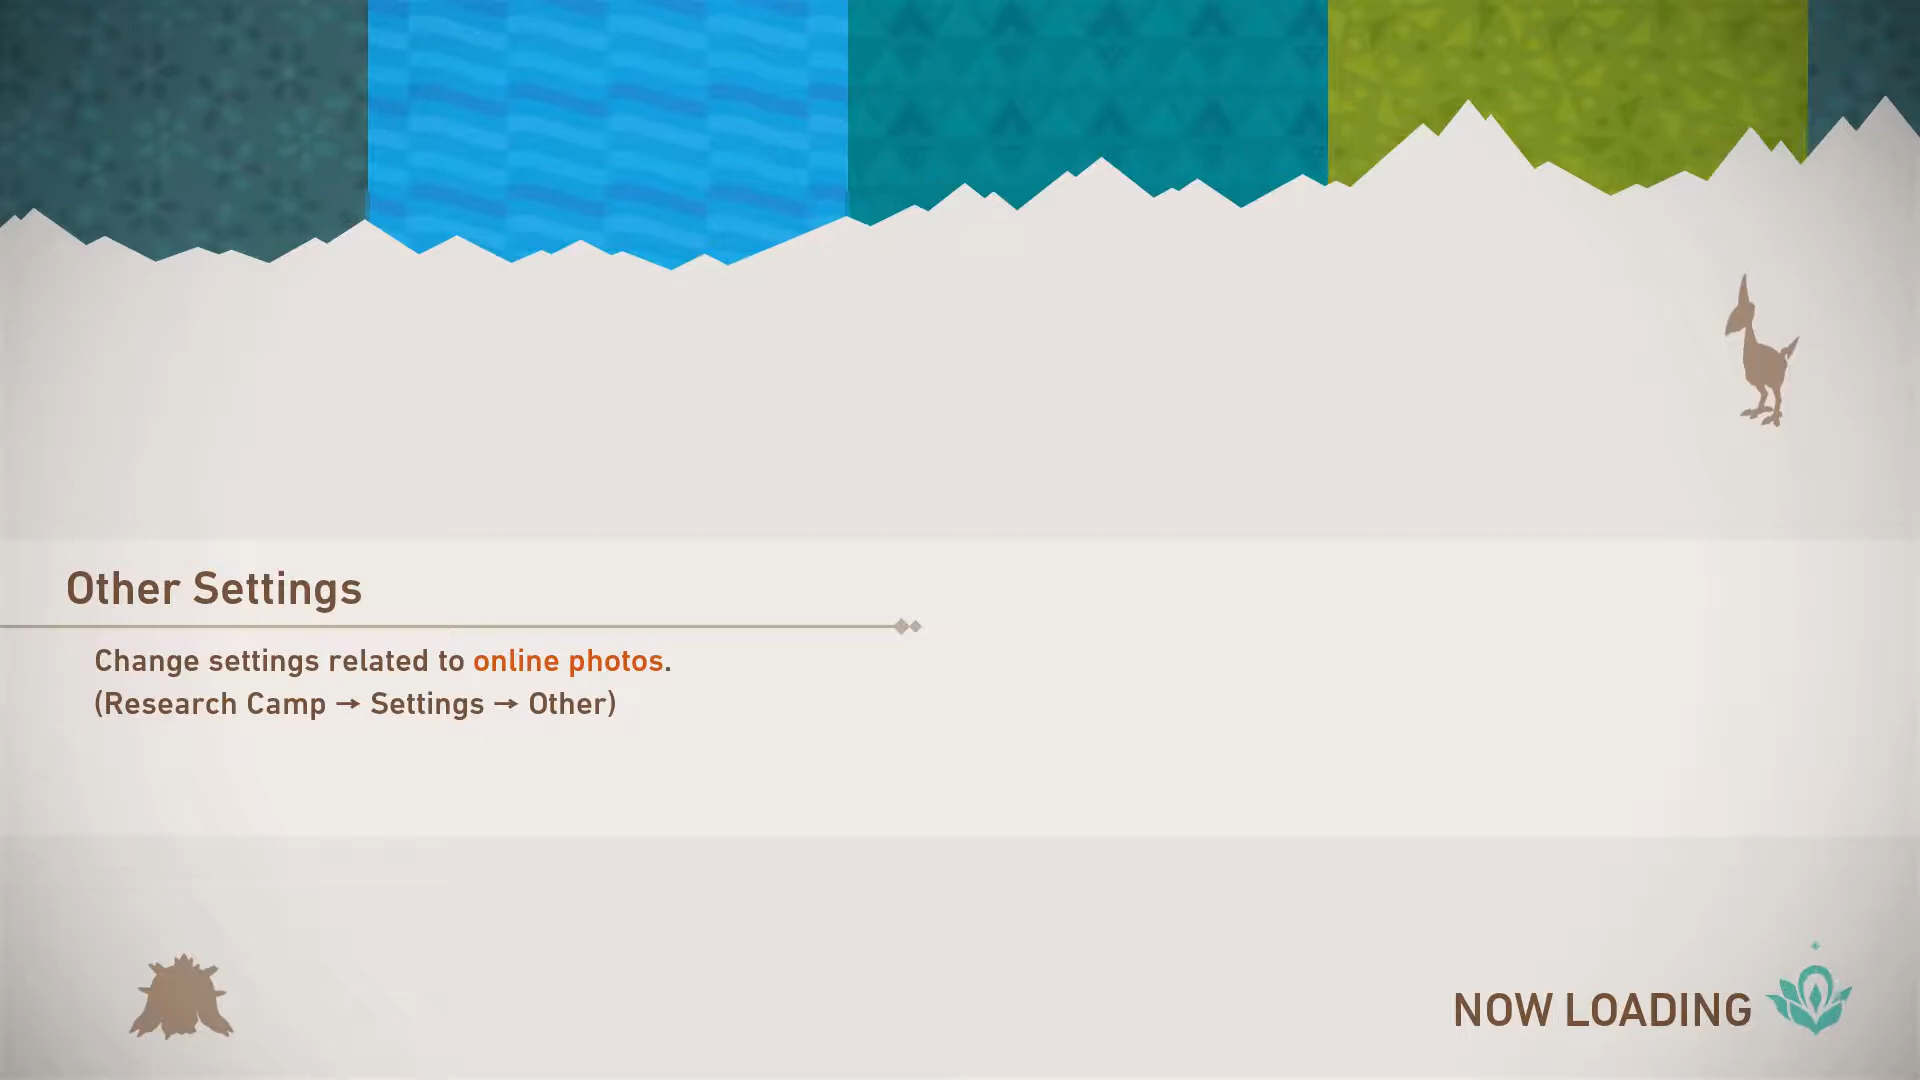 Other Settings
Change settings related to online photos.
(Research Camp → Settings → Other)
NOW LOADING